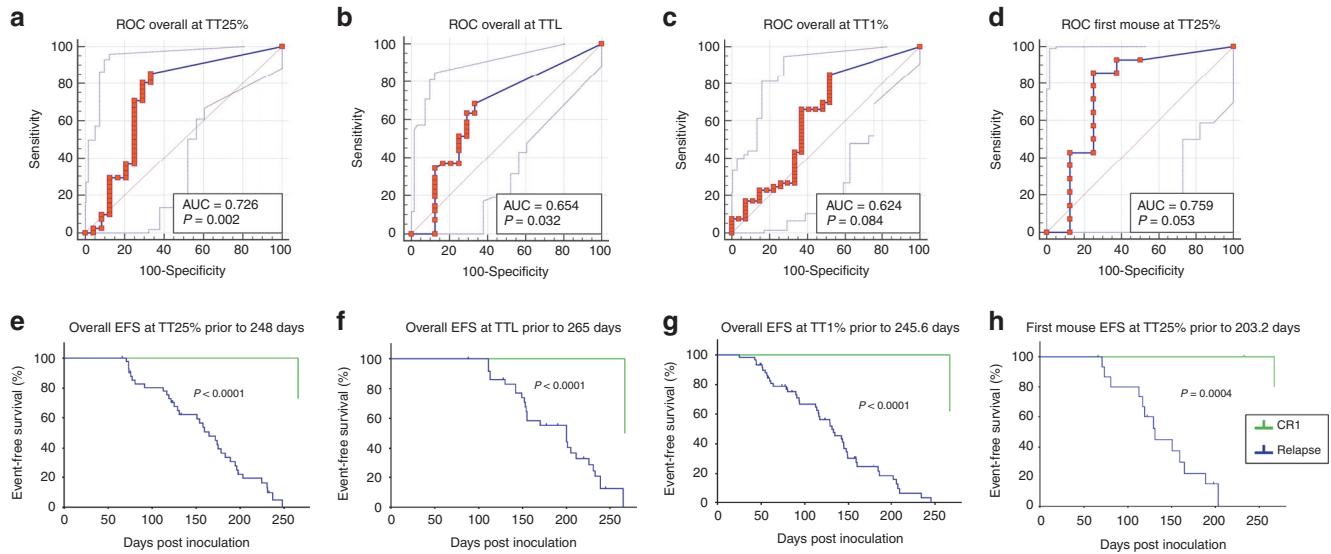 a
ROC overall at TT25%
100
80
60
40
20
0
Sensitivity
AUC = 0.726
P = 0.002
0 20 40 60 80 100
100-Specificity
b
ROC overall at TTL
100
80
60
40
20
0
Sensitivity
AUC = 0.654
P = 0.032
0 20 40 60 80 100
100-Specificity
c
ROC overall at TT1%
100
80
60
40
20
0
Sensitivity
AUC = 0.624
P = 0.084
0 20 40 60 80 100
100-Specificity
d
ROC first mouse at TT25%
100
80
60
40
20
0
Sensitivity
AUC = 0.759
P = 0.053
0 20 40 60 80 100
100-Specificity
e
Overall EFS at TT25% prior to 248 days
100
80
60
40
20
0
Event-free survival (%)
P < 0.0001
0 50 100 150 200 250
Days post inoculation
f
Overall EFS at TTL prior to 265 days
100
80
60
40
20
0
Event-free survival (%)
P < 0.0001
0 50 100 150 200 250
Days post inoculation
g
Overall EFS at TT1% prior to 245.6 days
100
80
60
40
20
0
Event-free survival (%)
P < 0.0001
0 50 100 150 200 250
Days post inoculation
h
First mouse EFS at TT25% prior to 203.2 days
100
80
60
40
20
0
Event-free survival (%)
P = 0.0004
CR1
Relapse
0 50 100 150 200 250
Days post inoculation